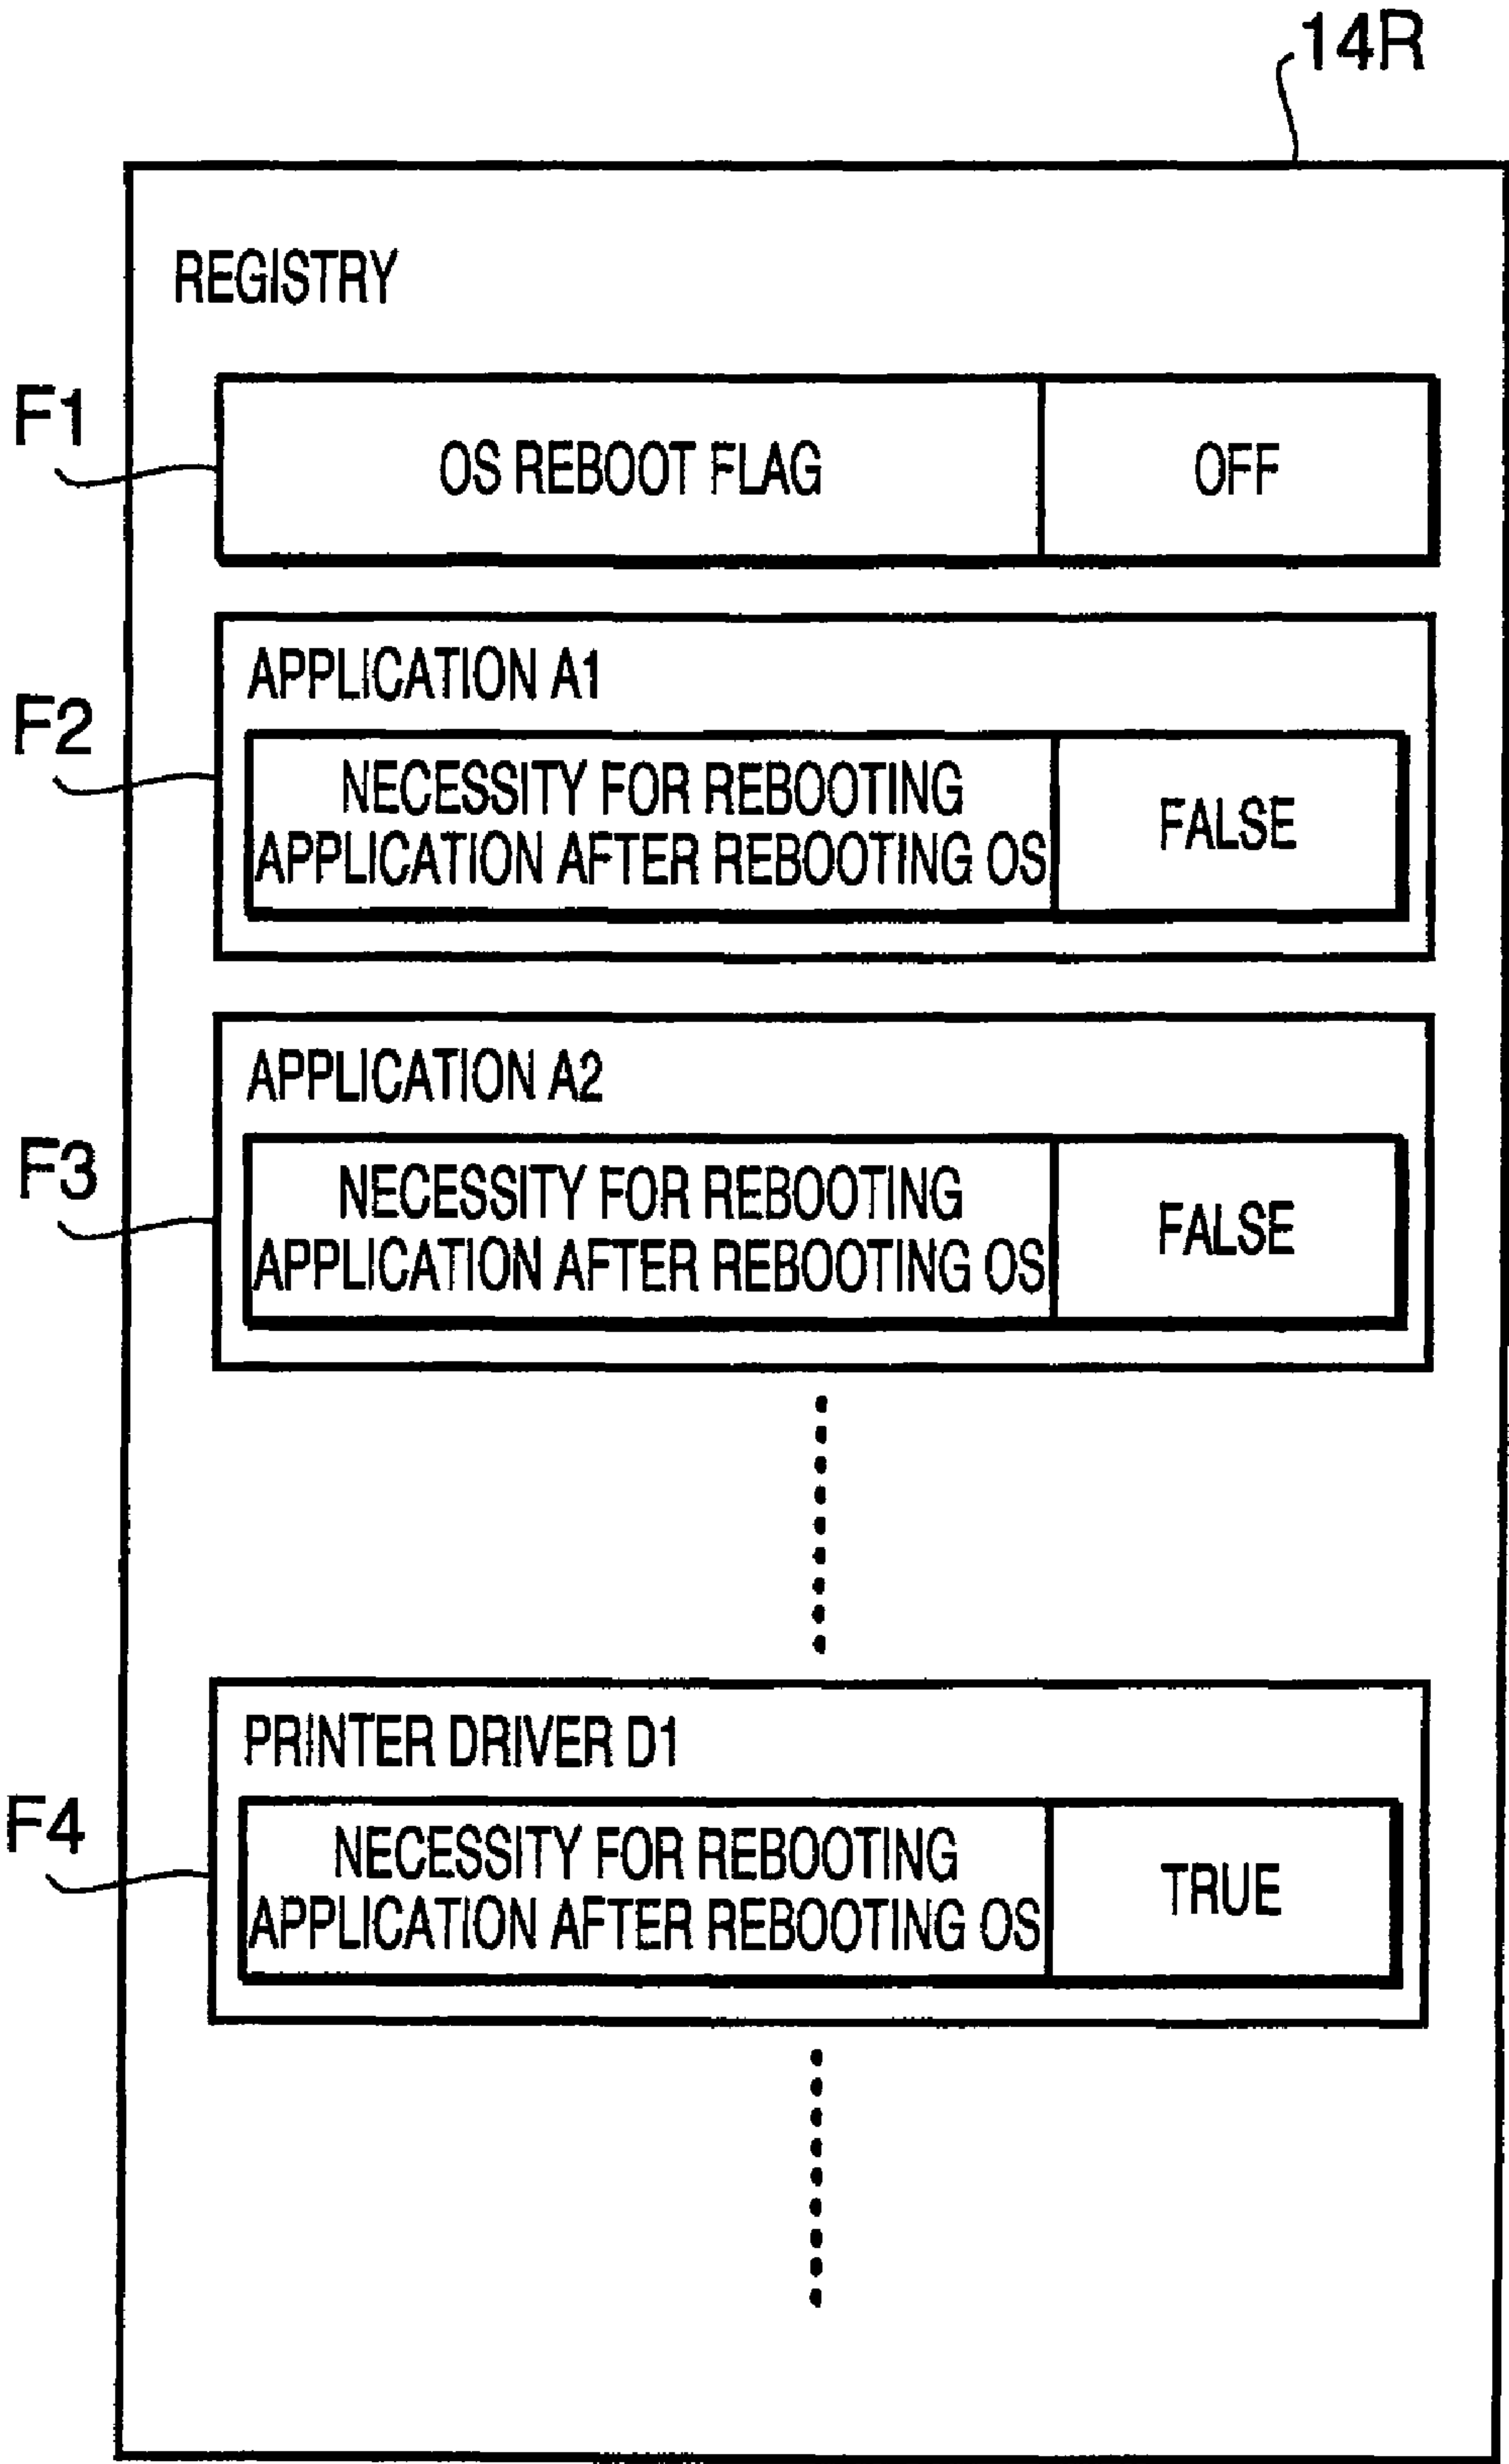 14R
REGISTRY
F1
OS REBOOT FLAG
OFF
F2
APPLICATION A1
NECESSITY FOR REBOOTING
APPLICATION AFTER REBOOTING OS
FALSE
F3
APPLICATION A2
NECESSITY FOR REBOOTING
APPLICATION AFTER REBOOTING OS
FALSE
F4
PRINTER DRIVER D1
NECESSITY FOR REBOOTING
APPLICATION AFTER REBOOTING OS
TRUE